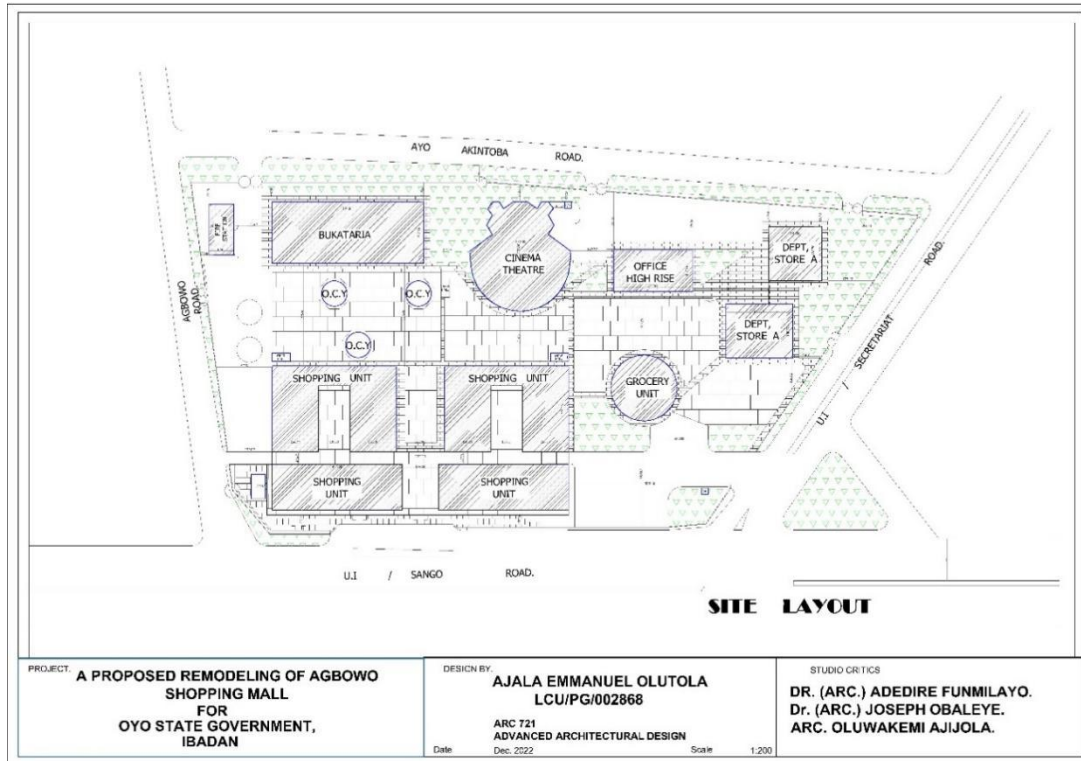 AYO AKINTOBA ROAD.
AGBOWO
ROAD.
BUKATARIA
CINEMA
THEATRE
OFFICE
HIGH RISE
DEPT,
STORE A
O.C.Y
O.C.Y
O.C.Y
DEPT,
STORE A
SHOPPING UNIT
SHOPPING UNIT
GROCERY
UNIT
SHOPPING
UNIT
SHOPPING
UNIT
U.I / SECRETARIAT ROAD.
U.I / SANGO ROAD.
SITE LAYOUT
PROJECT.
A PROPOSED REMODELING OF AGBOWO
SHOPPING MALL
FOR
OYO STATE GOVERNMENT,
IBADAN
DESIGN BY.
AJALA EMMANUEL OLUTOLA
LCU/PG/002868
ARC 721
ADVANCED ARCHITECTURAL DESIGN
Date Dec. 2022 Scale 1:200
STUDIO CRITICS
DR. (ARC.) ADEDIRE FUNMILAYO.
Dr. (ARC.) JOSEPH OBALEYE.
ARC. OLUWAKEMI AJIJOLA.